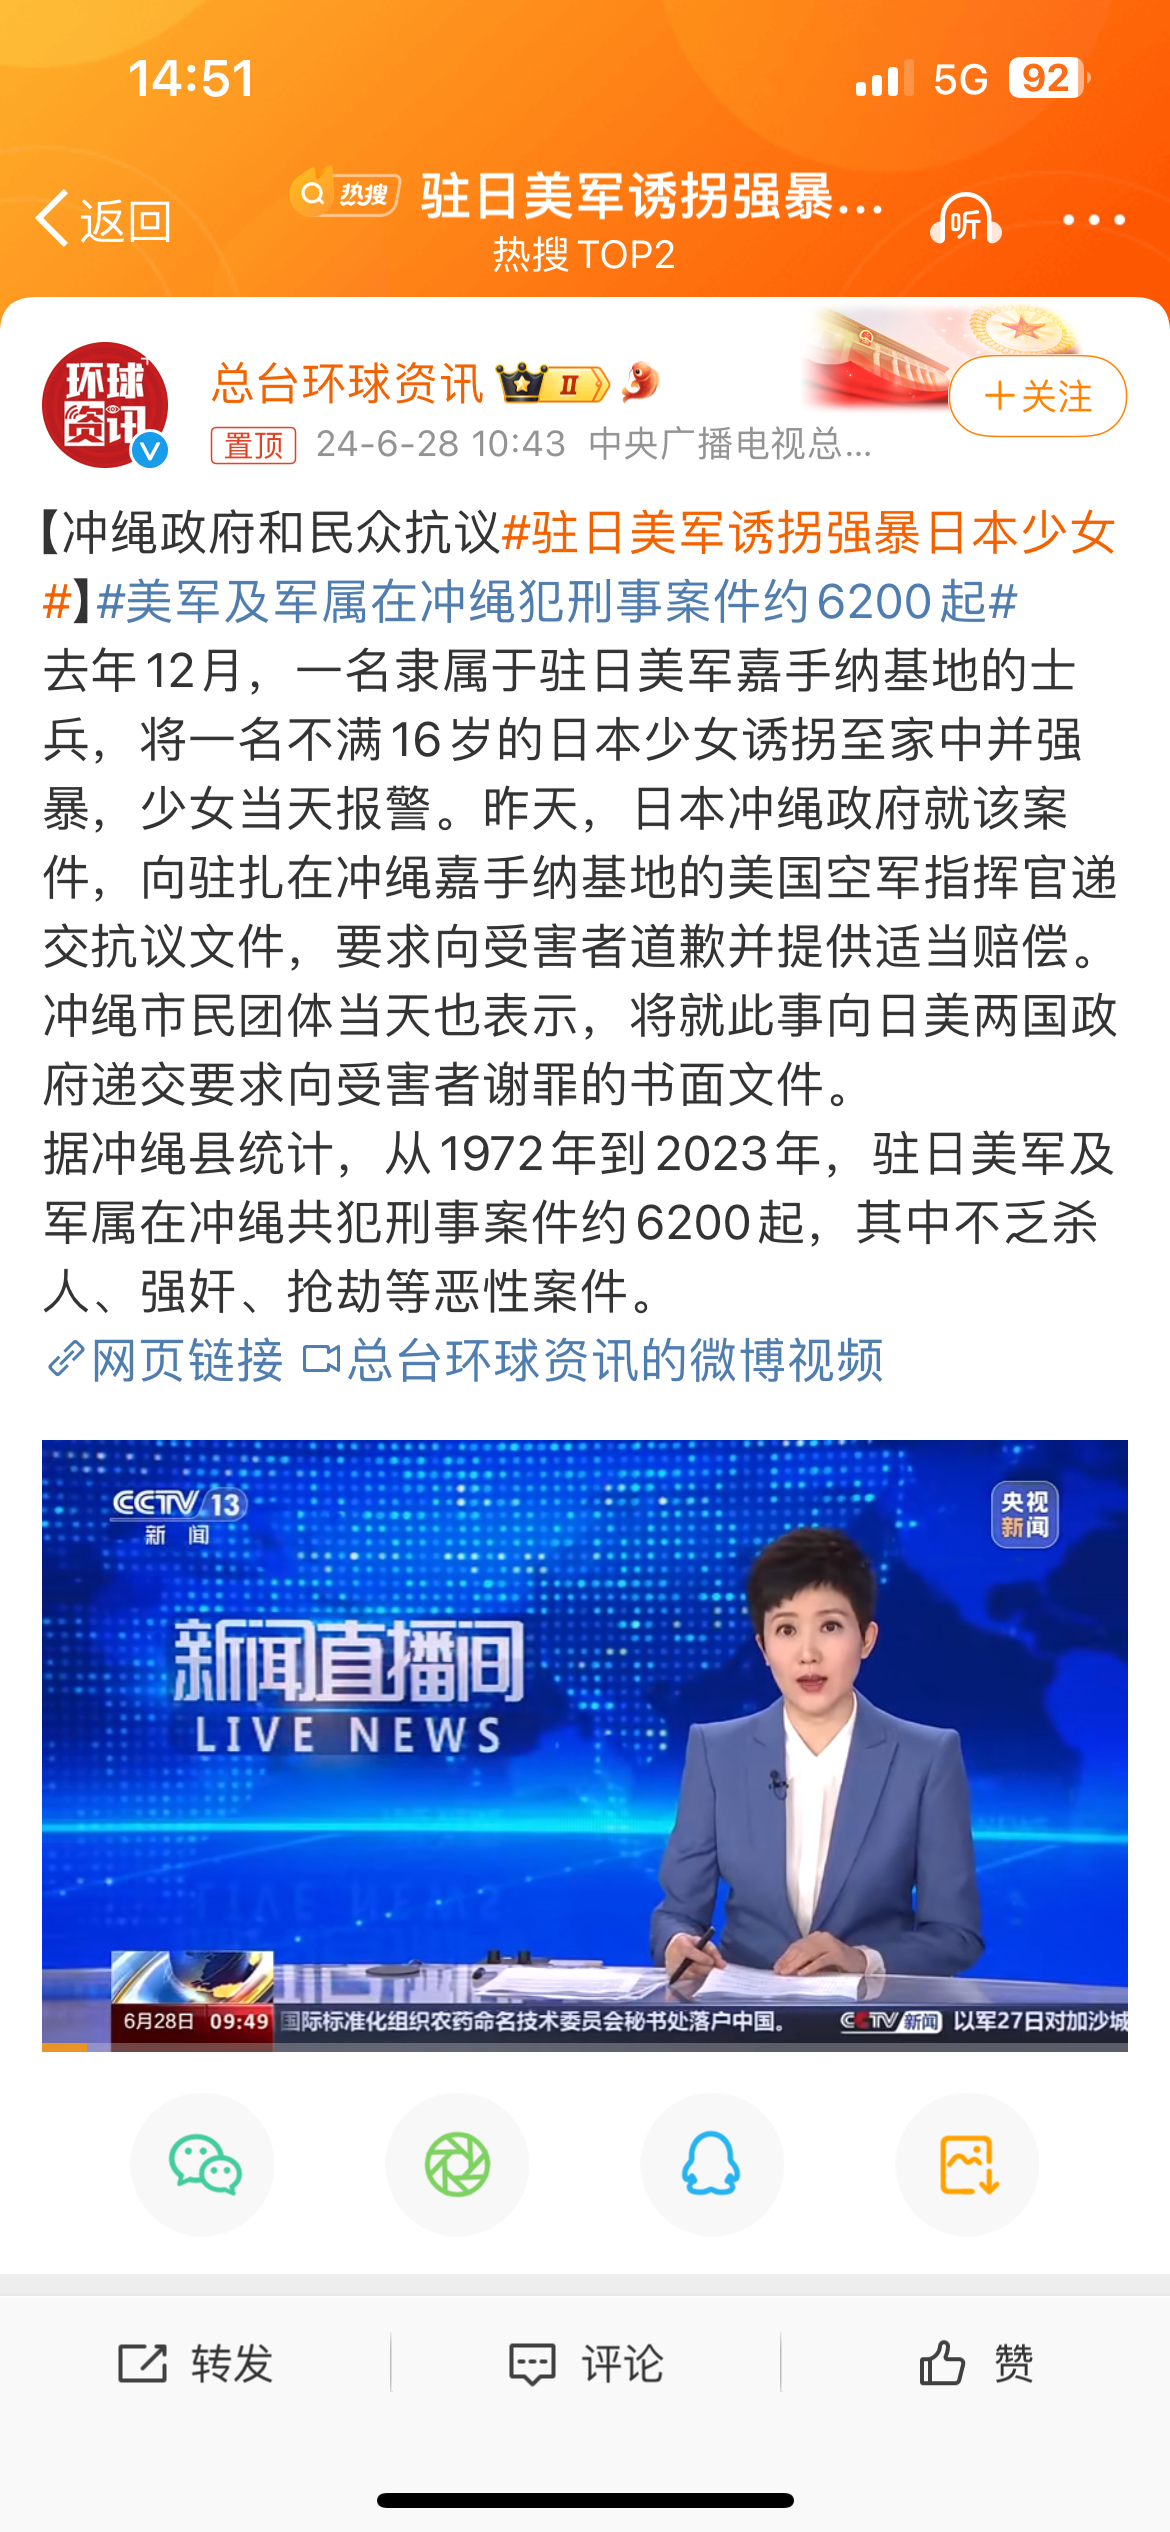 14:51
5G 92
返回
热搜 驻日美军诱拐强暴...
听
热搜TOP2
环球
资讯
总台环球资讯 II
+关注
置顶 24-6-28 10:43 中央广播电视总...
【冲绳政府和民众抗议#驻日美军诱拐强暴日本少女
#】#美军及军属在冲绳犯刑事案件约6200起#
去年12月，一名隶属于驻日美军嘉手纳基地的士
兵，将一名不满16岁的日本少女诱拐至家中并强
暴，少女当天报警。昨天，日本冲绳政府就该案
件，向驻扎在冲绳嘉手纳基地的美国空军指挥官递
交抗议文件，要求向受害者道歉并提供适当赔偿。
冲绳市民团体当天也表示，将就此事向日美两国政
府递交要求向受害者谢罪的书面文件。
据冲绳县统计，从1972年到2023年，驻日美军及
军属在冲绳共犯刑事案件约6200起，其中不乏杀
人、强奸、抢劫等恶性案件。
网页链接 总台环球资讯的微博视频
CCTV 13
新闻
央视
新闻
新闻直播间
LIVE NEWS
6月28日 09:49 国际标准化组织农药命名技术委员会秘书处落户中国。 CCTV 新闻 以军27日对加沙城
转发
评论
赞